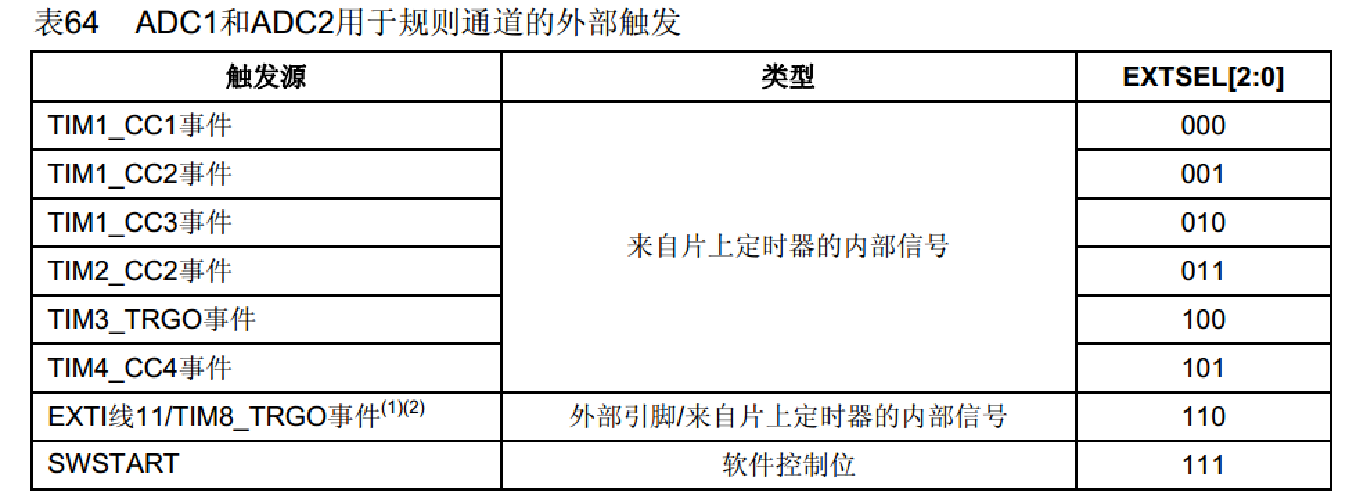 表64 ADC1和ADC2用于规则通道的外部触发
触发源 类型 EXTSEL[2:0]
TIM1_CC1事件 000
TIM1_CC2事件 001
TIM1_CC3事件 010
来自片上定时器的内部信号
TIM2_CC2事件 011
TIM3_TRGO事件 100
TIM4_CC4事件 101
EXTI线11/TIM8_TRGO事件(1)(2) 外部引脚/来自片上定时器的内部信号 110
SWSTART 软件控制位 111